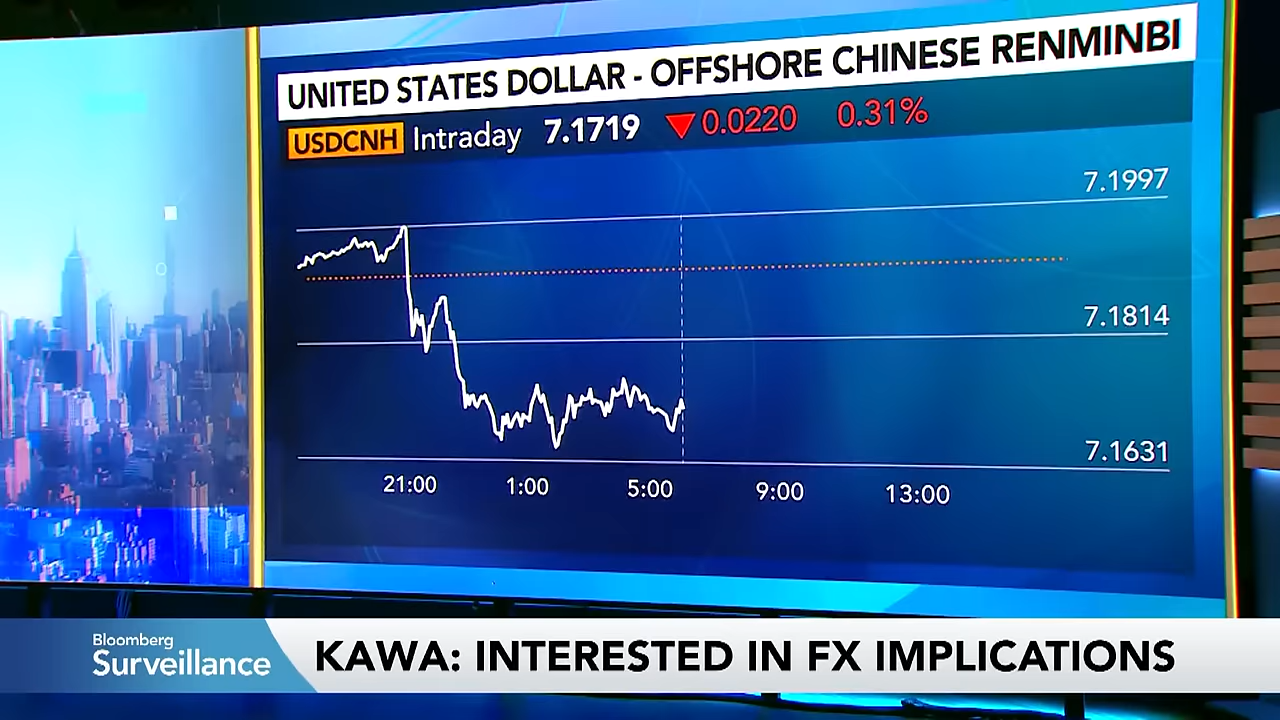 UNITED STATES DOLLAR - OFFSHORE CHINESE RENMINBI
USDCNH Intraday 7.1719 ▼0.0220 0.31%
7.1997
7.1814
7.1631
21:00 1:00 5:00 9:00 13:00
Bloomberg
Surveillance
KAWA: INTERESTED IN FX IMPLICATIONS